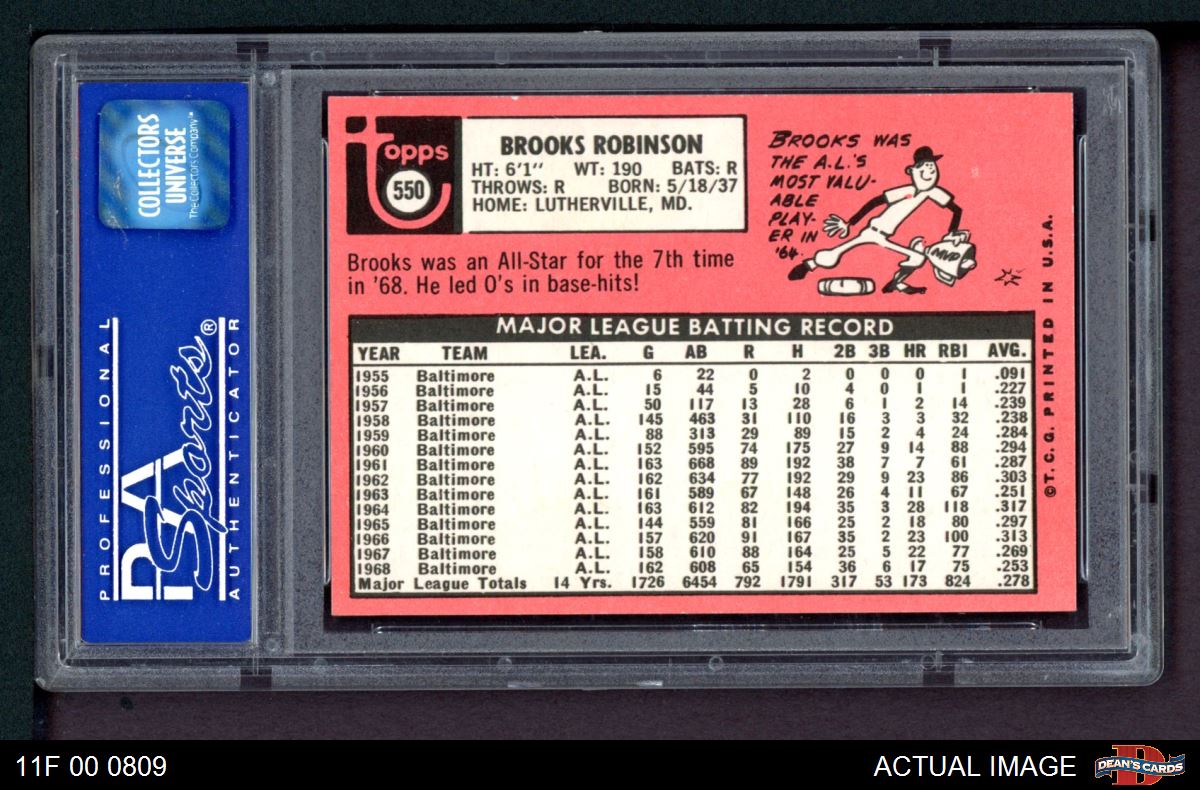 COLLECTORS
UNIVERSE
The Collectors Company™
PROFESSIONAL
PSA
Sports®
AUTHENTICATOR
Topps
550
BROOKS ROBINSON
HT: 6'1" WT: 190 BATS: R
THROWS: R BORN: 5/18/37
HOME: LUTHERVILLE, MD.
Brooks was an All-Star for the 7th time
in '68. He led O's in base-hits!
BROOKS WAS
THE A.L.'S
MOST VALU-
ABLE
PLAY-
ER IN
'64.
MVP
MAJOR LEAGUE BATTING RECORD
YEAR TEAM LEA. G AB R H 2B 3B HR RBI AVG.
1955 Baltimore A.L. 6 22 0 2 0 0 0 1 .091
1956 Baltimore A.L. 15 44 5 10 4 0 1 1 .227
1957 Baltimore A.L. 50 117 13 28 6 1 2 14 .239
1958 Baltimore A.L. 145 463 31 110 16 3 3 32 .238
1959 Baltimore A.L. 88 313 29 89 15 2 4 24 .284
1960 Baltimore A.L. 152 595 74 175 27 9 14 88 .294
1961 Baltimore A.L. 163 668 89 192 38 7 7 61 .287
1962 Baltimore A.L. 162 634 77 192 29 9 23 86 .303
1963 Baltimore A.L. 161 589 67 148 26 4 11 67 .251
1964 Baltimore A.L. 163 612 82 194 35 3 28 118 .317
1965 Baltimore A.L. 144 559 81 166 25 2 18 80 .297
1966 Baltimore A.L. 157 620 91 167 35 2 23 100 .313
1967 Baltimore A.L. 158 610 88 164 25 5 22 77 .269
1968 Baltimore A.L. 162 608 65 154 36 6 17 75 .253
Major League Totals 14 Yrs. 1726 6454 792 1791 317 53 173 824 .278
©T. C. G. PRINTED IN U.S.A.
11F 00 0809
ACTUAL IMAGE
D
DEAN'S CARDS